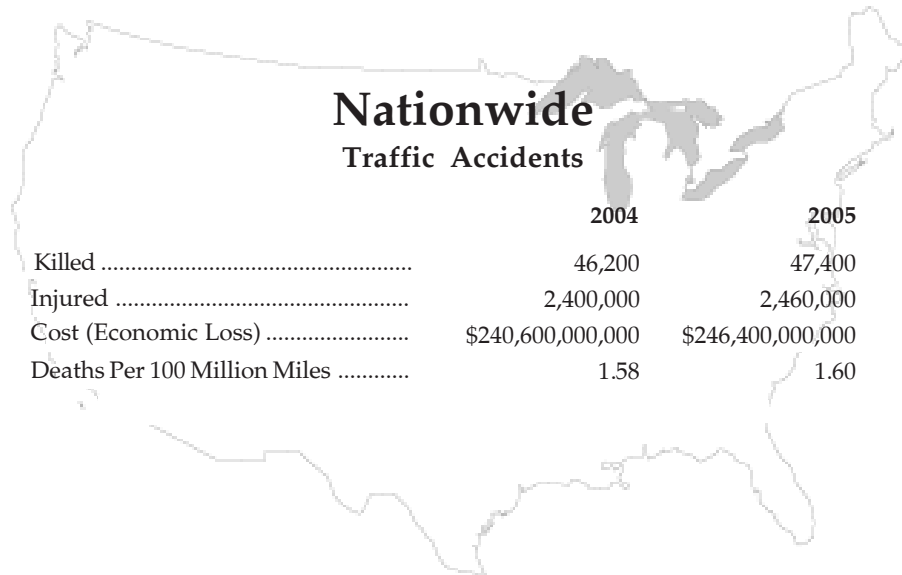 Nationwide
Traffic Accidents
2004 2005
Killed .................................................... 46,200 47,400
Injured ................................................. 2,400,000 2,460,000
Cost (Economic Loss) ........................ $240,600,000,000 $246,400,000,000
Deaths Per 100 Million Miles ............ 1.58 1.60